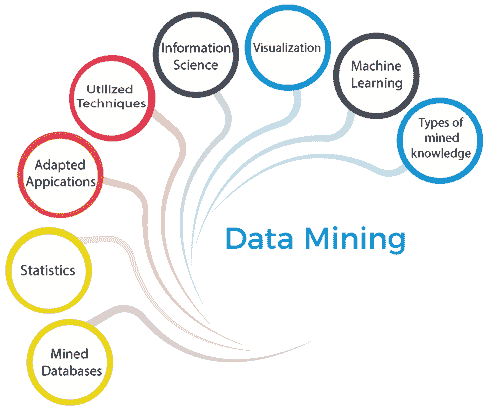 Information
Science
Visualization
Machine
Learning
Utilized
Techniques
Types of
mined
knowledge
Adapted
Appications
Data Mining
Statistics
Mined
Databases